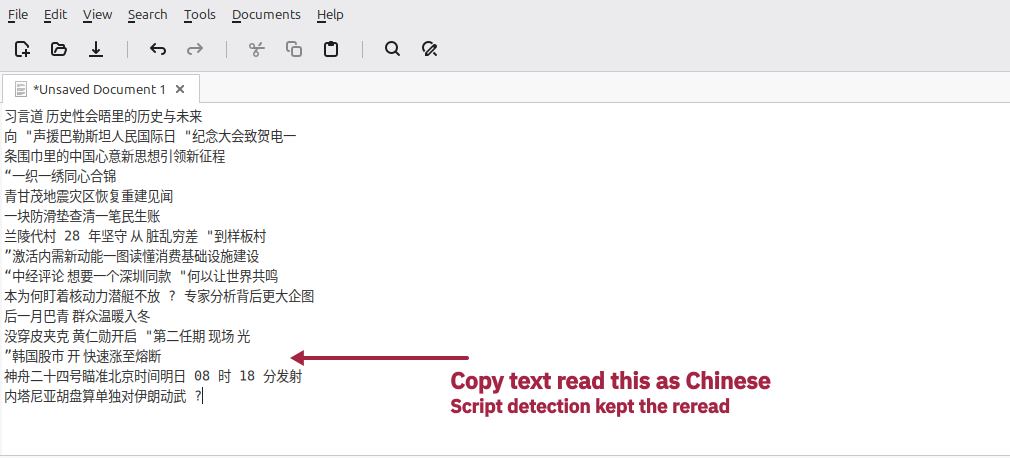 File Edit View Search Tools Documents Help
*Unsaved Document 1
习言道 历史性会晤里的历史与未来
向 "声援巴勒斯坦人民国际日 "纪念大会致贺电一
条围巾里的中国心意新思想引领新征程
“一织一绣同心合锦
青甘茂地震灾区恢复重建见闻
一块防滑垫查清一笔民生账
兰陵代村 28 年坚守 从 脏乱穷差 "到样板村
”激活内需新动能一图读懂消费基础设施建设
“中经评论 想要一个深圳同款 "何以让世界共鸣
本为何盯着核动力潜艇不放 ? 专家分析背后更大企图
后一月巴青 群众温暖入冬
没穿皮夹克 黄仁勋开启 "第二任期 现场 光
”韩国股市 开 快速涨至熔断
神舟二十四号瞄准北京时间明日 08 时 18 分发射
内塔尼亚胡盘算单独对伊朗动武 ?
Copy text read this as Chinese
Script detection kept the reread